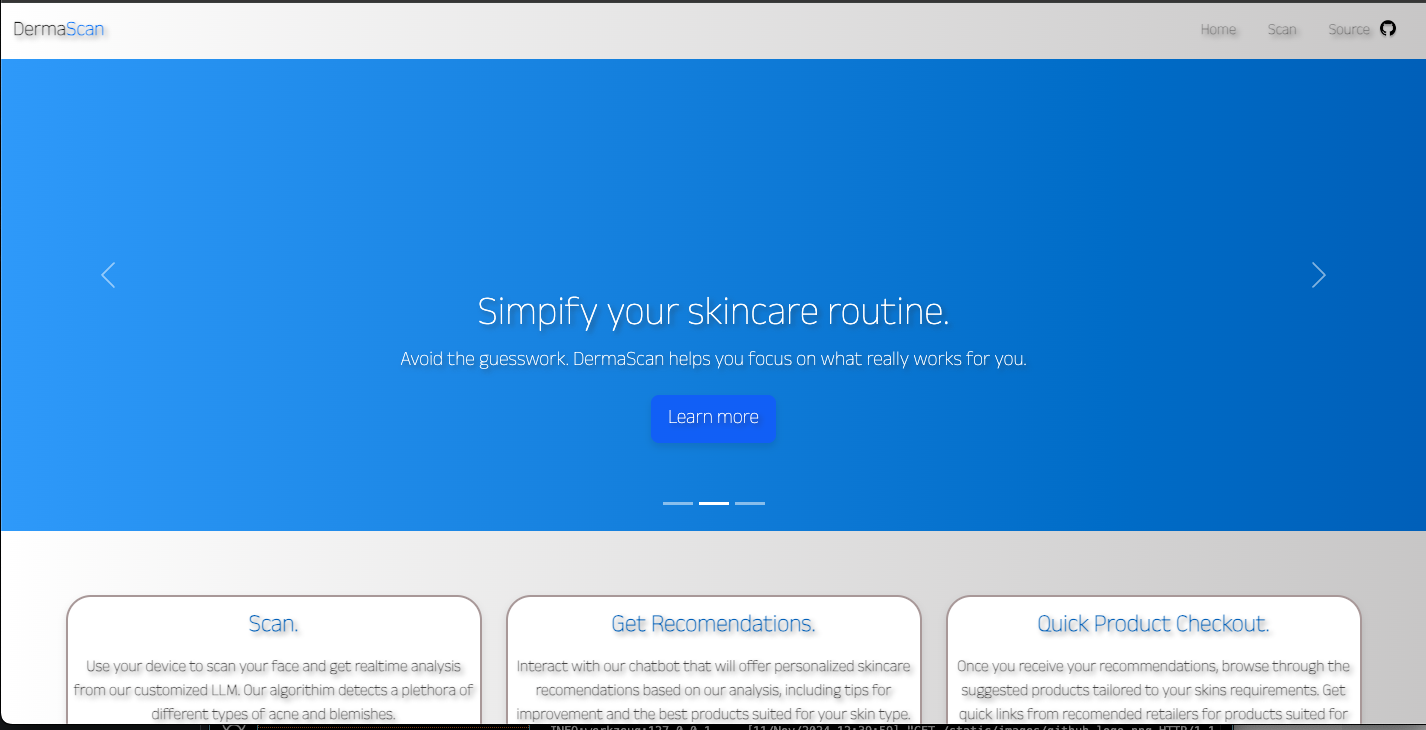 DermaScan
Home Scan Source
Simpify your skincare routine.
Avoid the guesswork. DermaScan helps you focus on what really works for you.
Learn more
Scan.
Use your device to scan your face and get realtime analysis
from our customized LLM. Our algorithim detects a plethora of
different types of acne and blemishes.
Get Recomendations.
Interact with our chatbot that will offer personalized skincare
recomendations based on our analysis, including tips for
improvement and the best products suited for your skin type.
Quick Product Checkout.
Once you receive your recommendations, browse through the
suggested products tailored to your skins requirements. Get
quick links from recomended retailers for products suited for